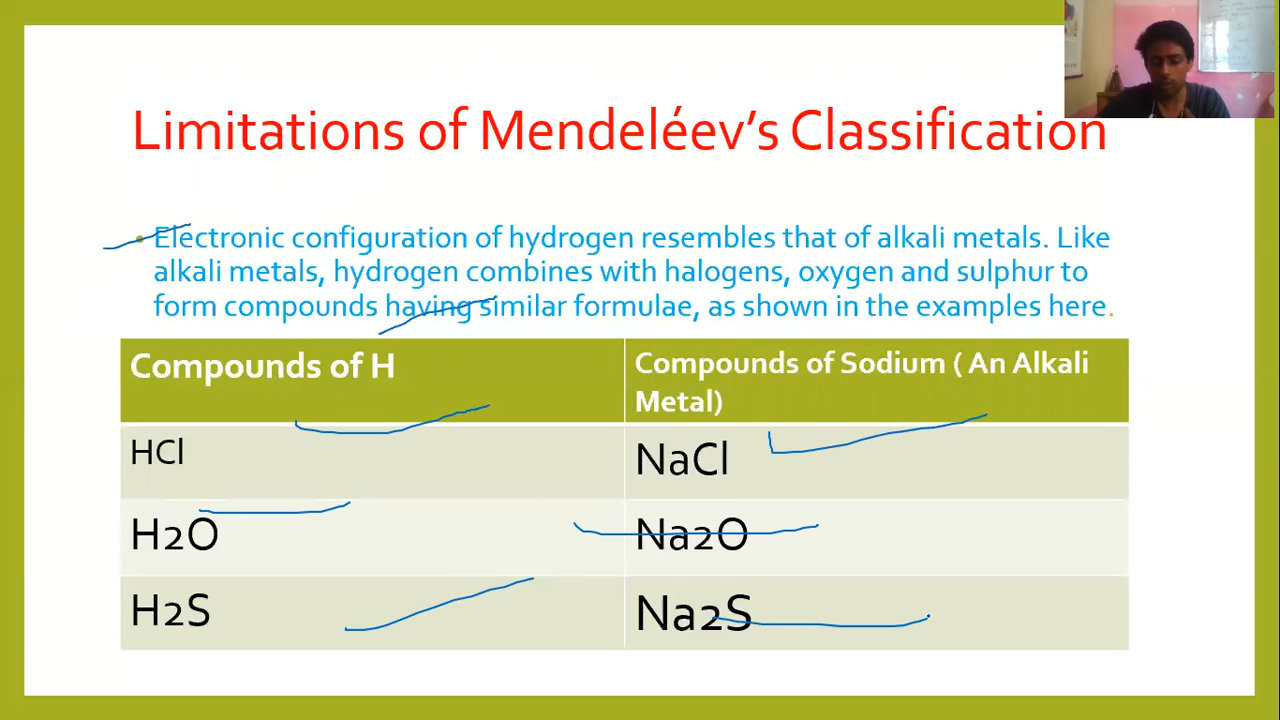 Limitations of Mendeléev’s Classification
• Electronic configuration of hydrogen resembles that of alkali metals. Like
alkali metals, hydrogen combines with halogens, oxygen and sulphur to
form compounds having similar formulae, as shown in the examples here.
Compounds of H
Compounds of Sodium ( An Alkali
Metal)
HCl
NaCl
H2O
Na2O
H2S
Na2S